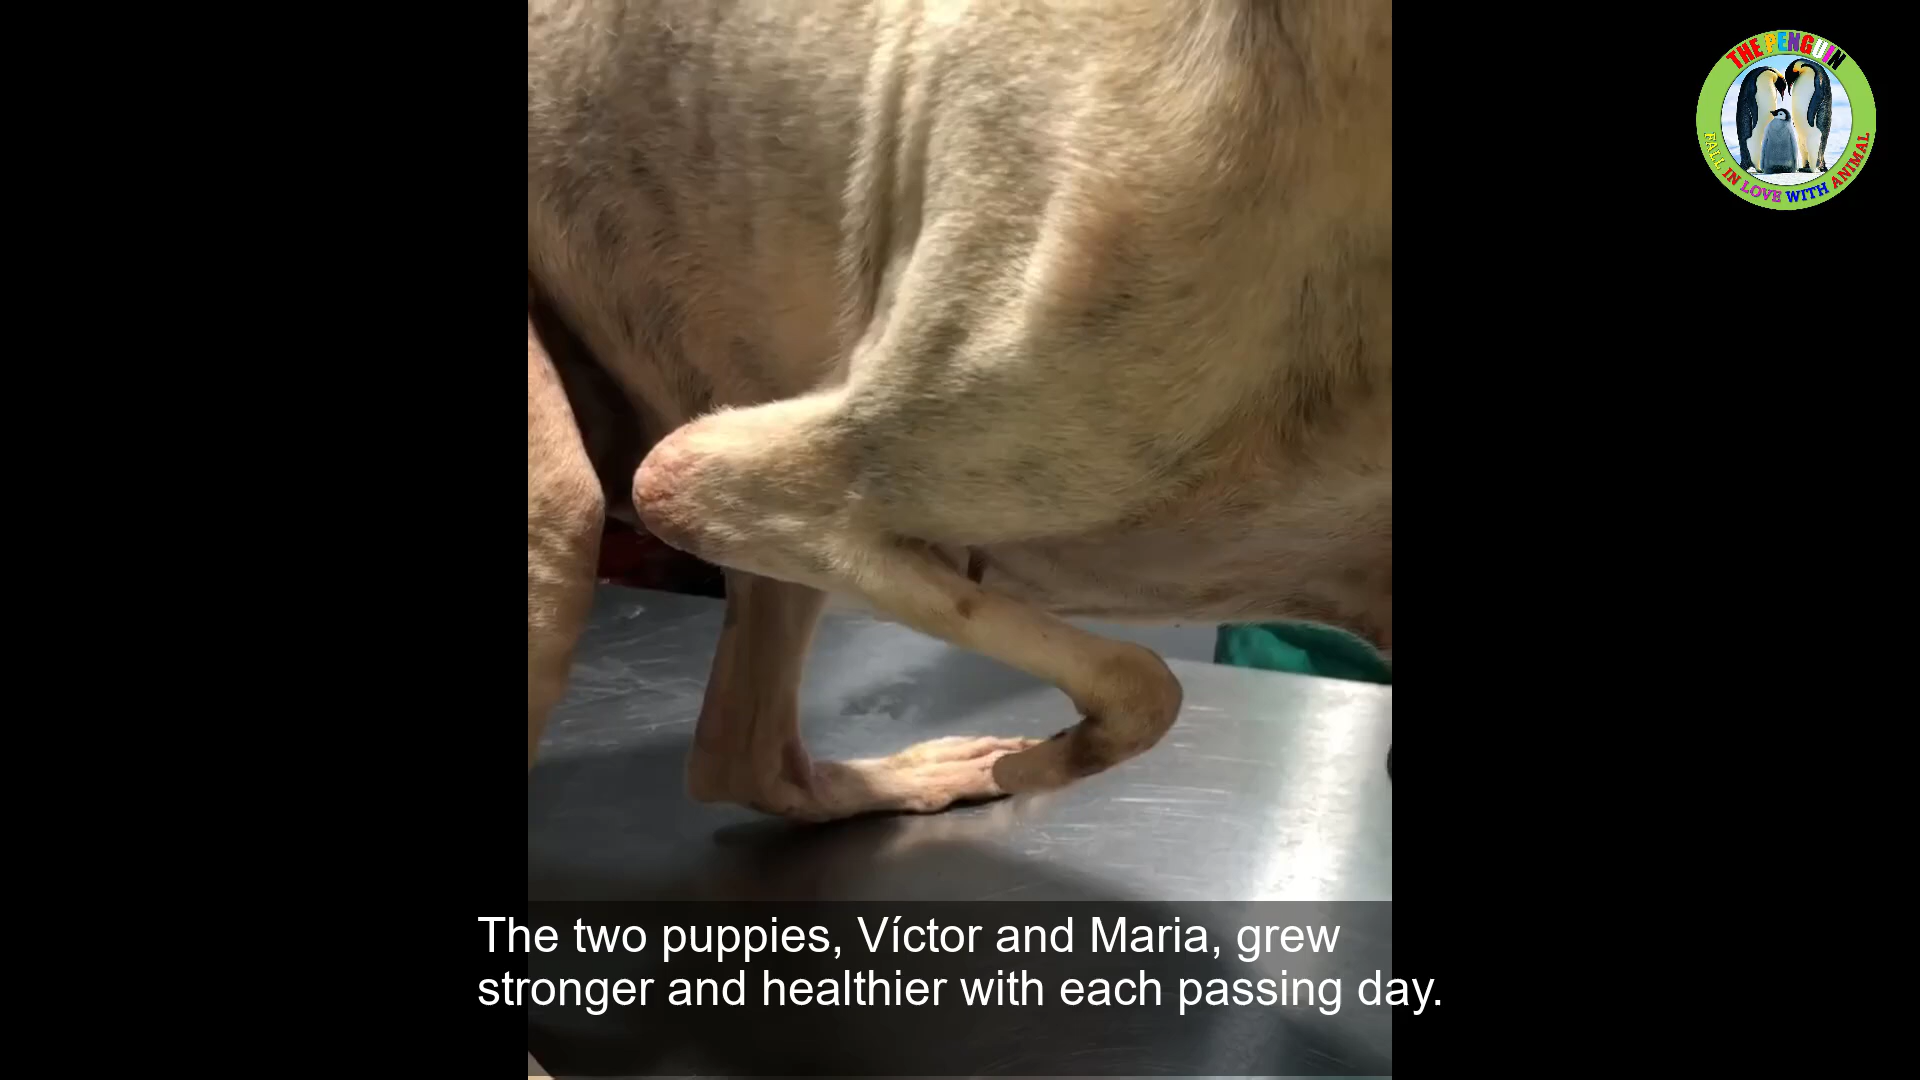 THE PENGUIN
FALL IN LOVE WITH ANIMAL
The two puppies, Víctor and Maria, grew
stronger and healthier with each passing day.